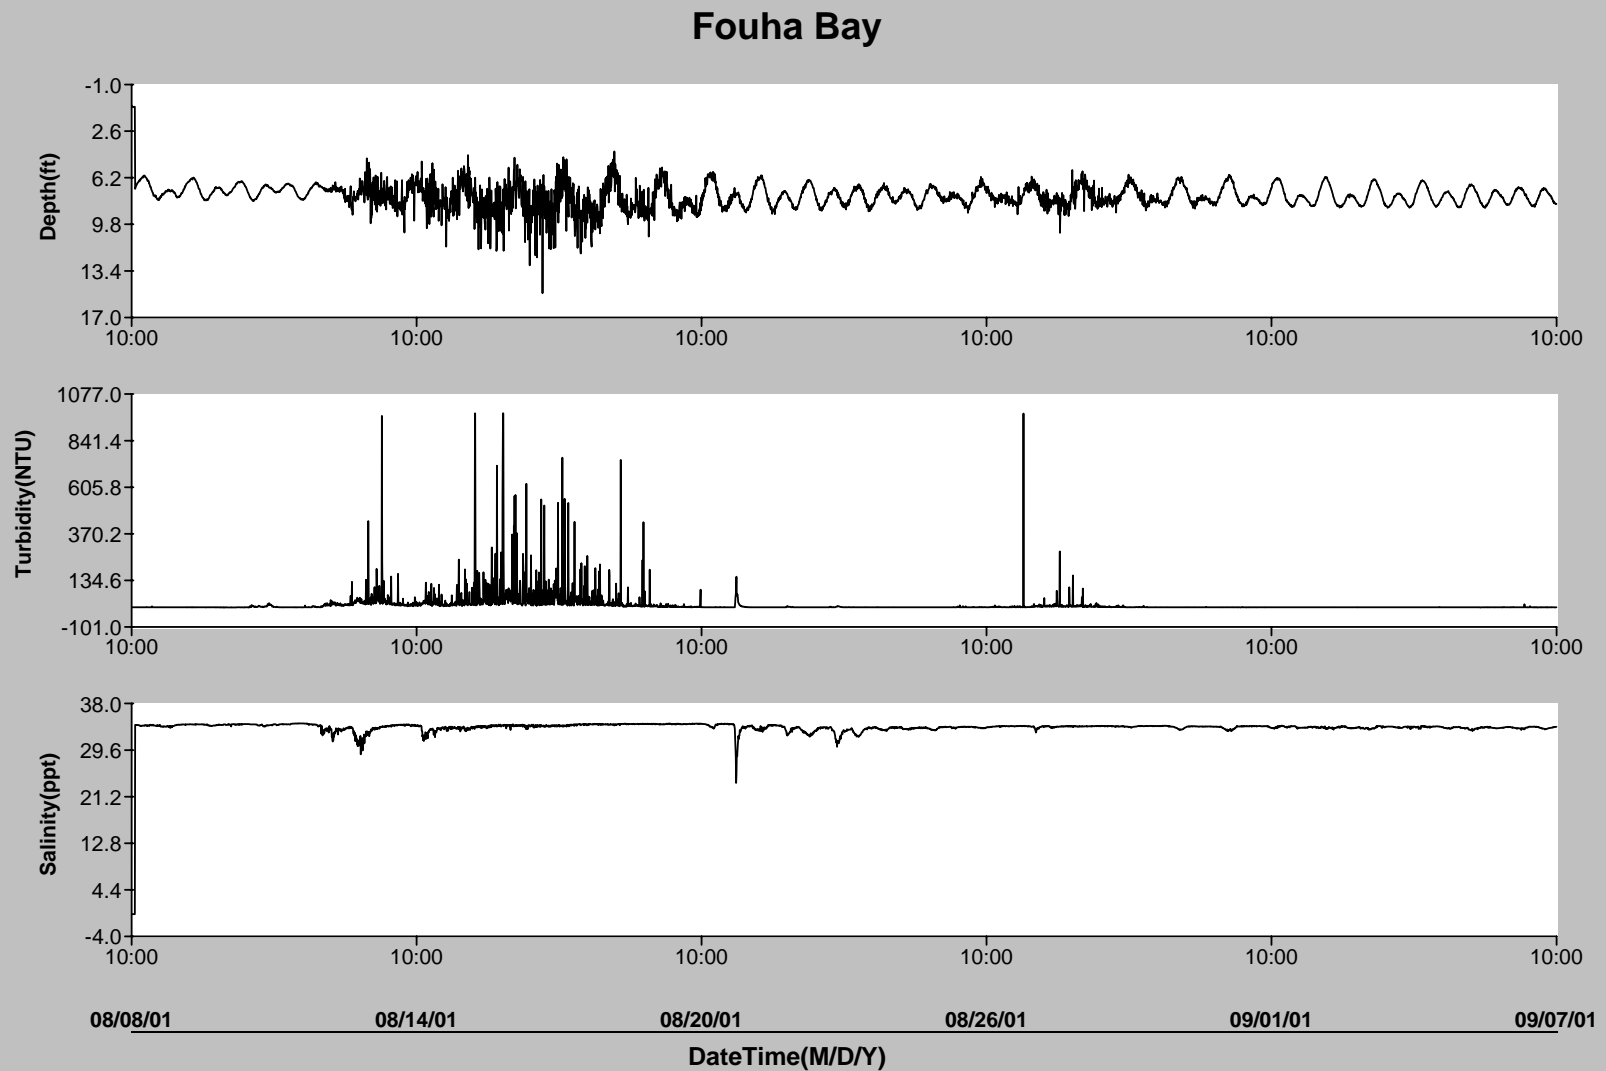 Fouha Bay
-1.0
2.6
6.2
9.8
13.4
17.0
Depth(ft)
10:00 10:00 10:00 10:00 10:00 10:00
1077.0
841.4
605.8
370.2
134.6
-101.0
Turbidity(NTU)
10:00 10:00 10:00 10:00 10:00 10:00
38.0
29.6
21.2
12.8
4.4
-4.0
Salinity(ppt)
10:00 10:00 10:00 10:00 10:00 10:00
08/08/01 08/14/01 08/20/01 08/26/01 09/01/01 09/07/01
DateTime(M/D/Y)